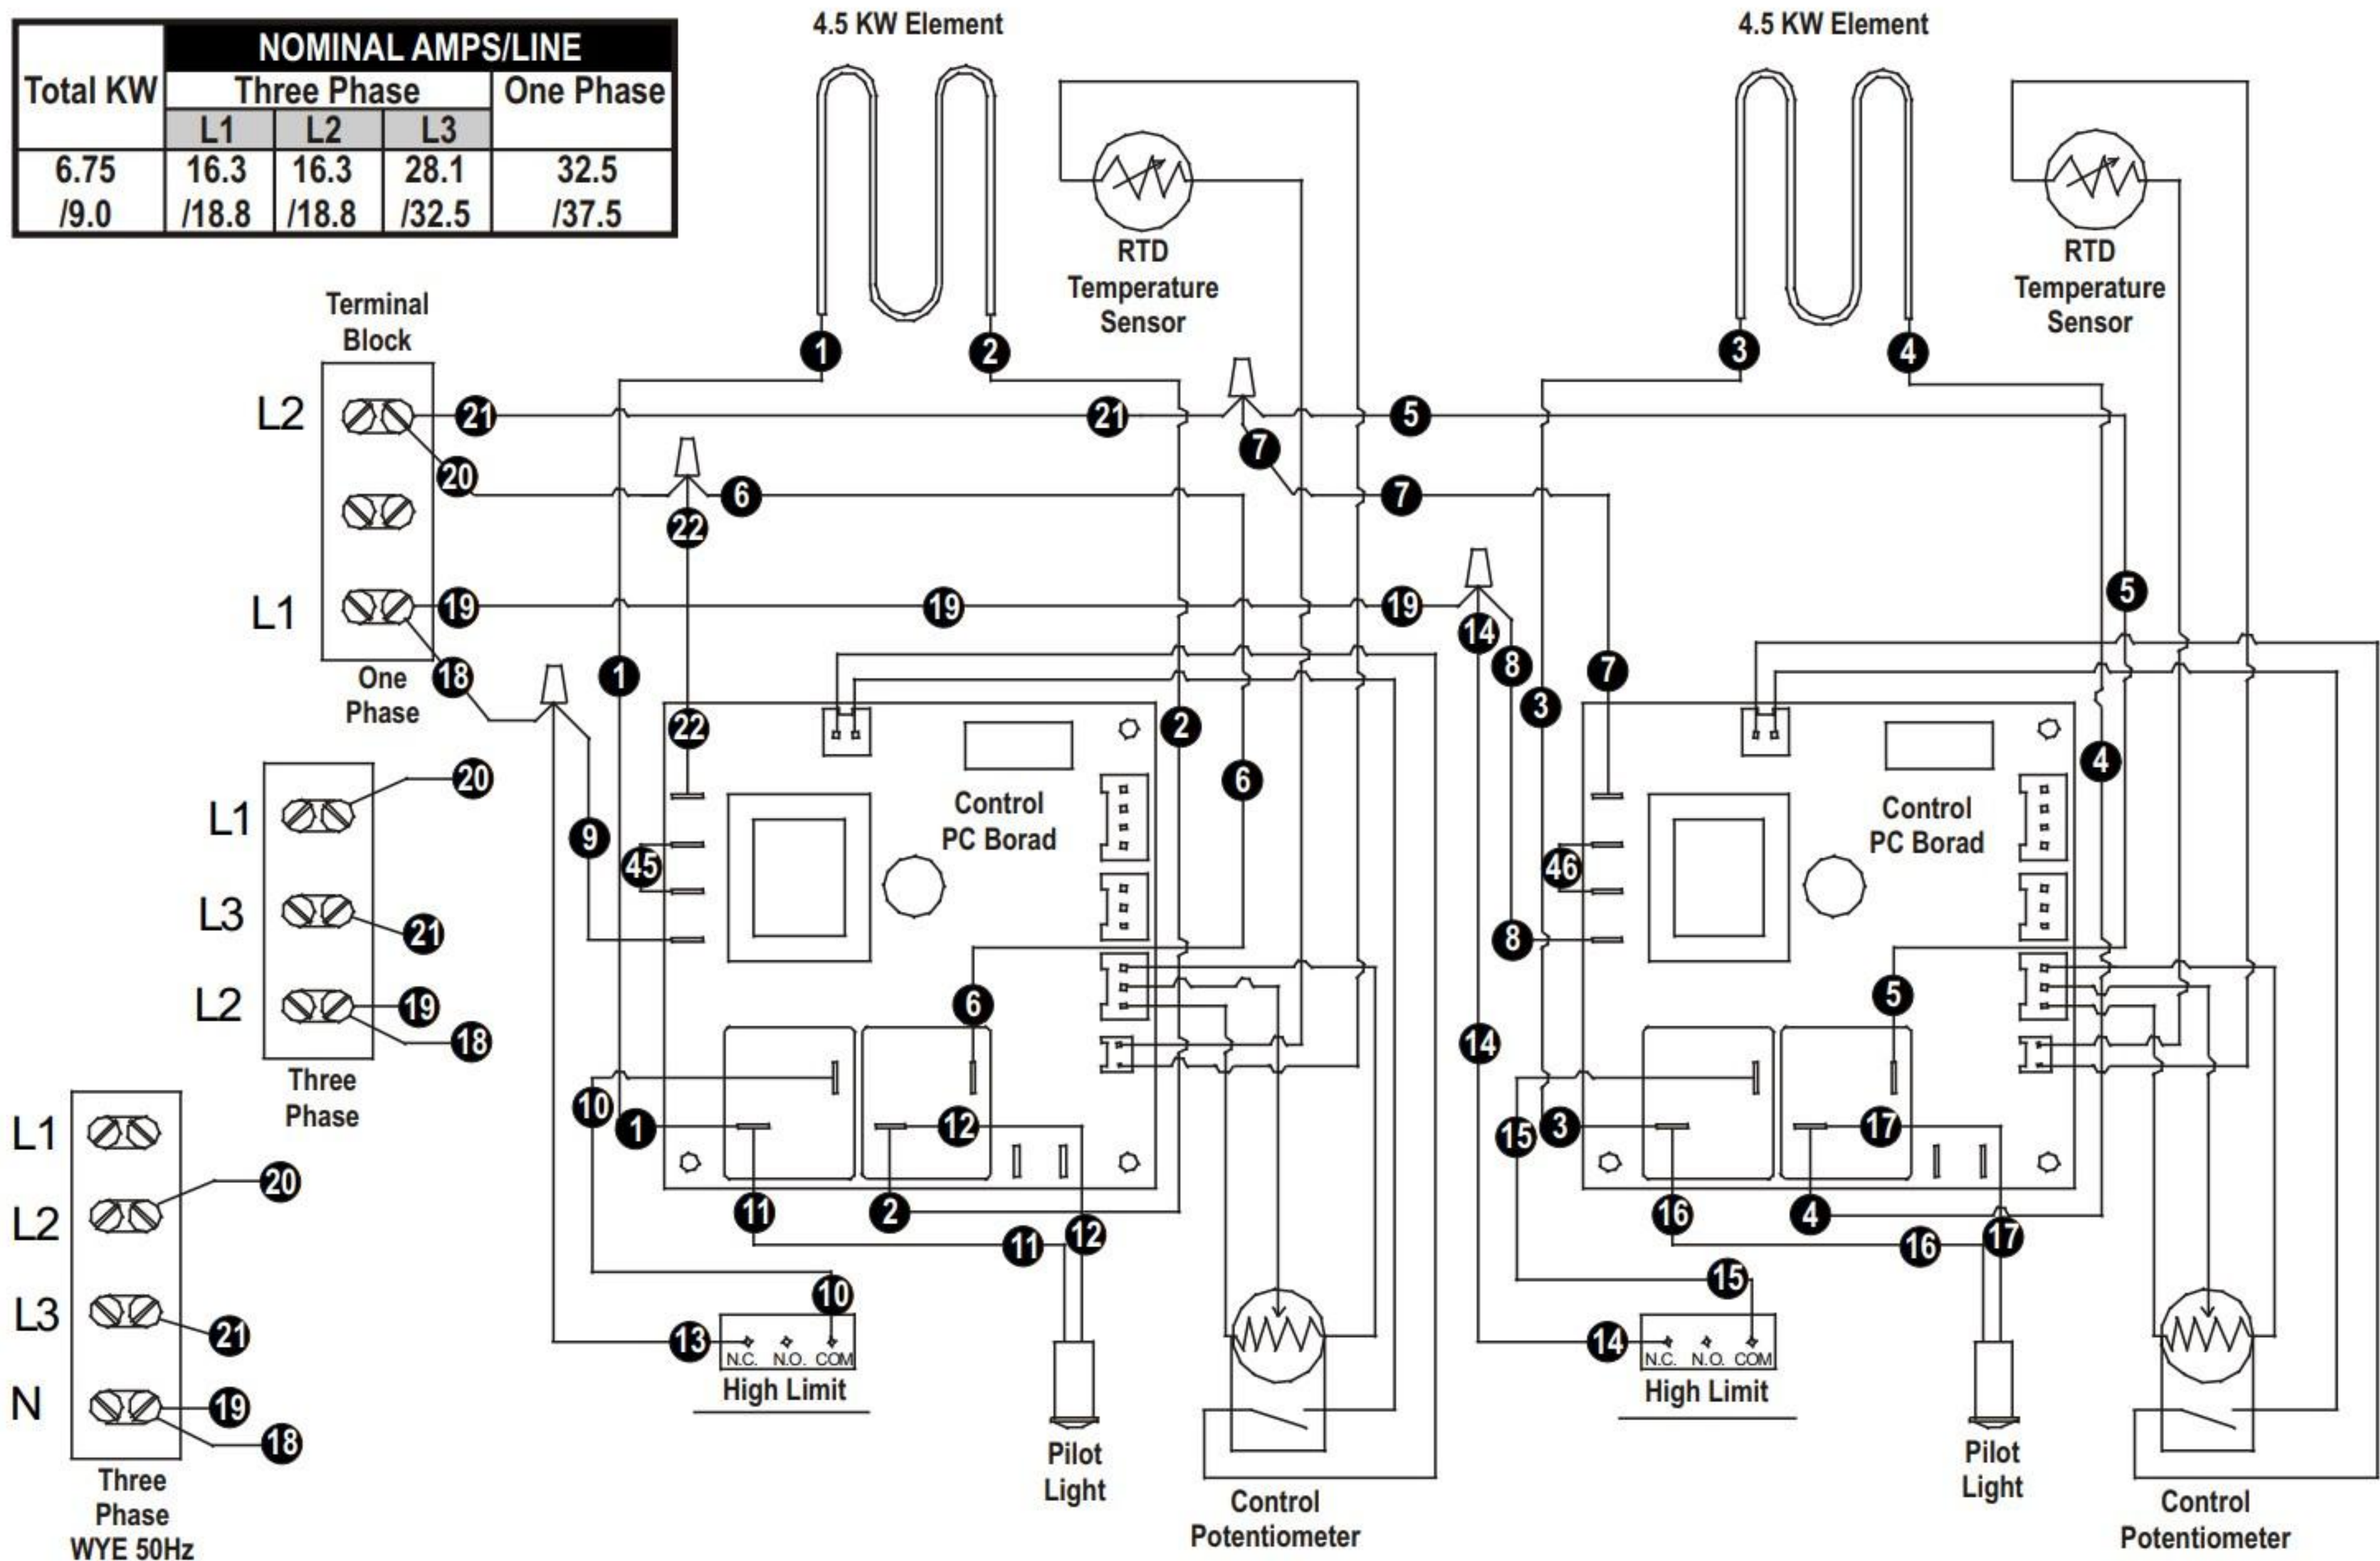 NOMINAL AMPS/LINE
Total KW Three Phase One Phase
L1 L2 L3
6.75 16.3 16.3 28.1 32.5
/9.0 /18.8 /18.8 /32.5 /37.5
4.5 KW Element
4.5 KW Element
RTD
Temperature
Sensor
RTD
Temperature
Sensor
Terminal
Block
1
2
3
4
L2
21
21
5
20
7
6
7
22
L1
19
19
19
14
5
18
8
7
One
Phase
1
3
22
2
4
6
L1
20
9
45
46
Control
PC Borad
Control
PC Borad
L3
21
8
L2
19
18
6
5
14
Three
Phase
10
1
12
15
3
17
L1
20
L2
11
2
12
11
16
4
17
16
L3
21
10
15
13
14
N.C. N.O. COM
High Limit
N.C. N.O. COM
High Limit
N
19
18
Three
Phase
WYE 50Hz
Pilot
Light
Control
Potentiometer
Pilot
Light
Control
Potentiometer